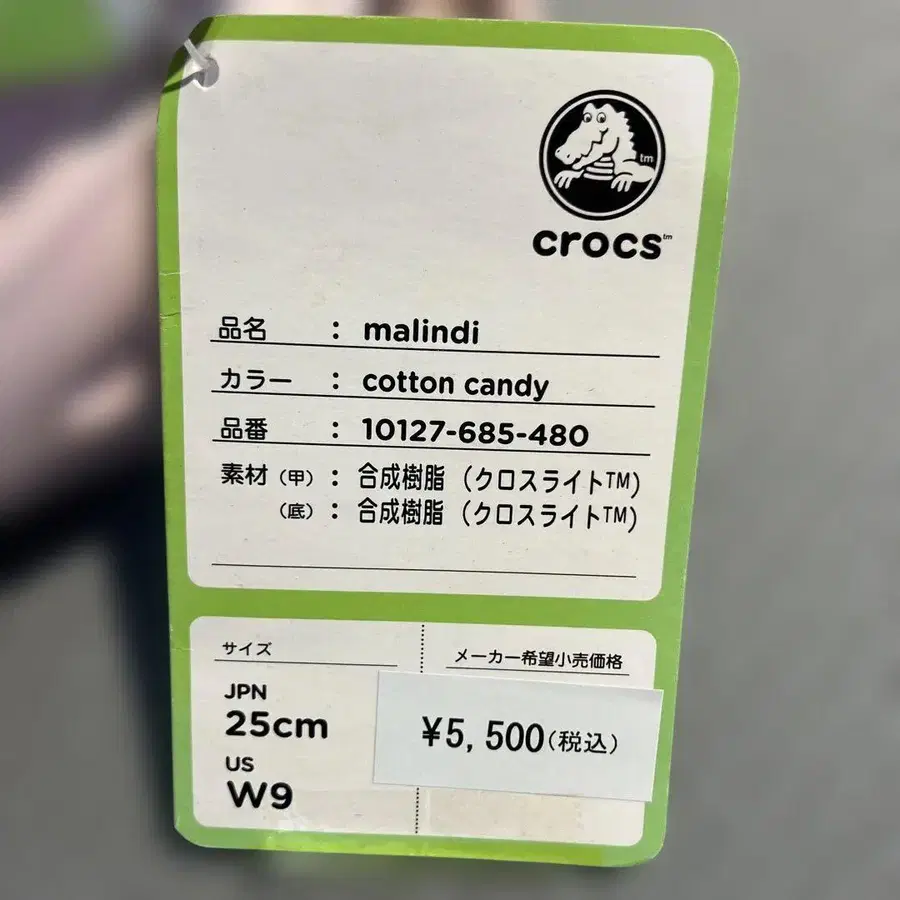 tm
crocs™
品名 : malindi
カラー : cotton candy
品番 : 10127-685-480
素材（甲）: 合成樹脂（クロスライトTM）
（底）: 合成樹脂（クロスライトTM）
サイズ
メーカー希望小売価格
JPN
25cm
¥5,500(税込)
US
W9